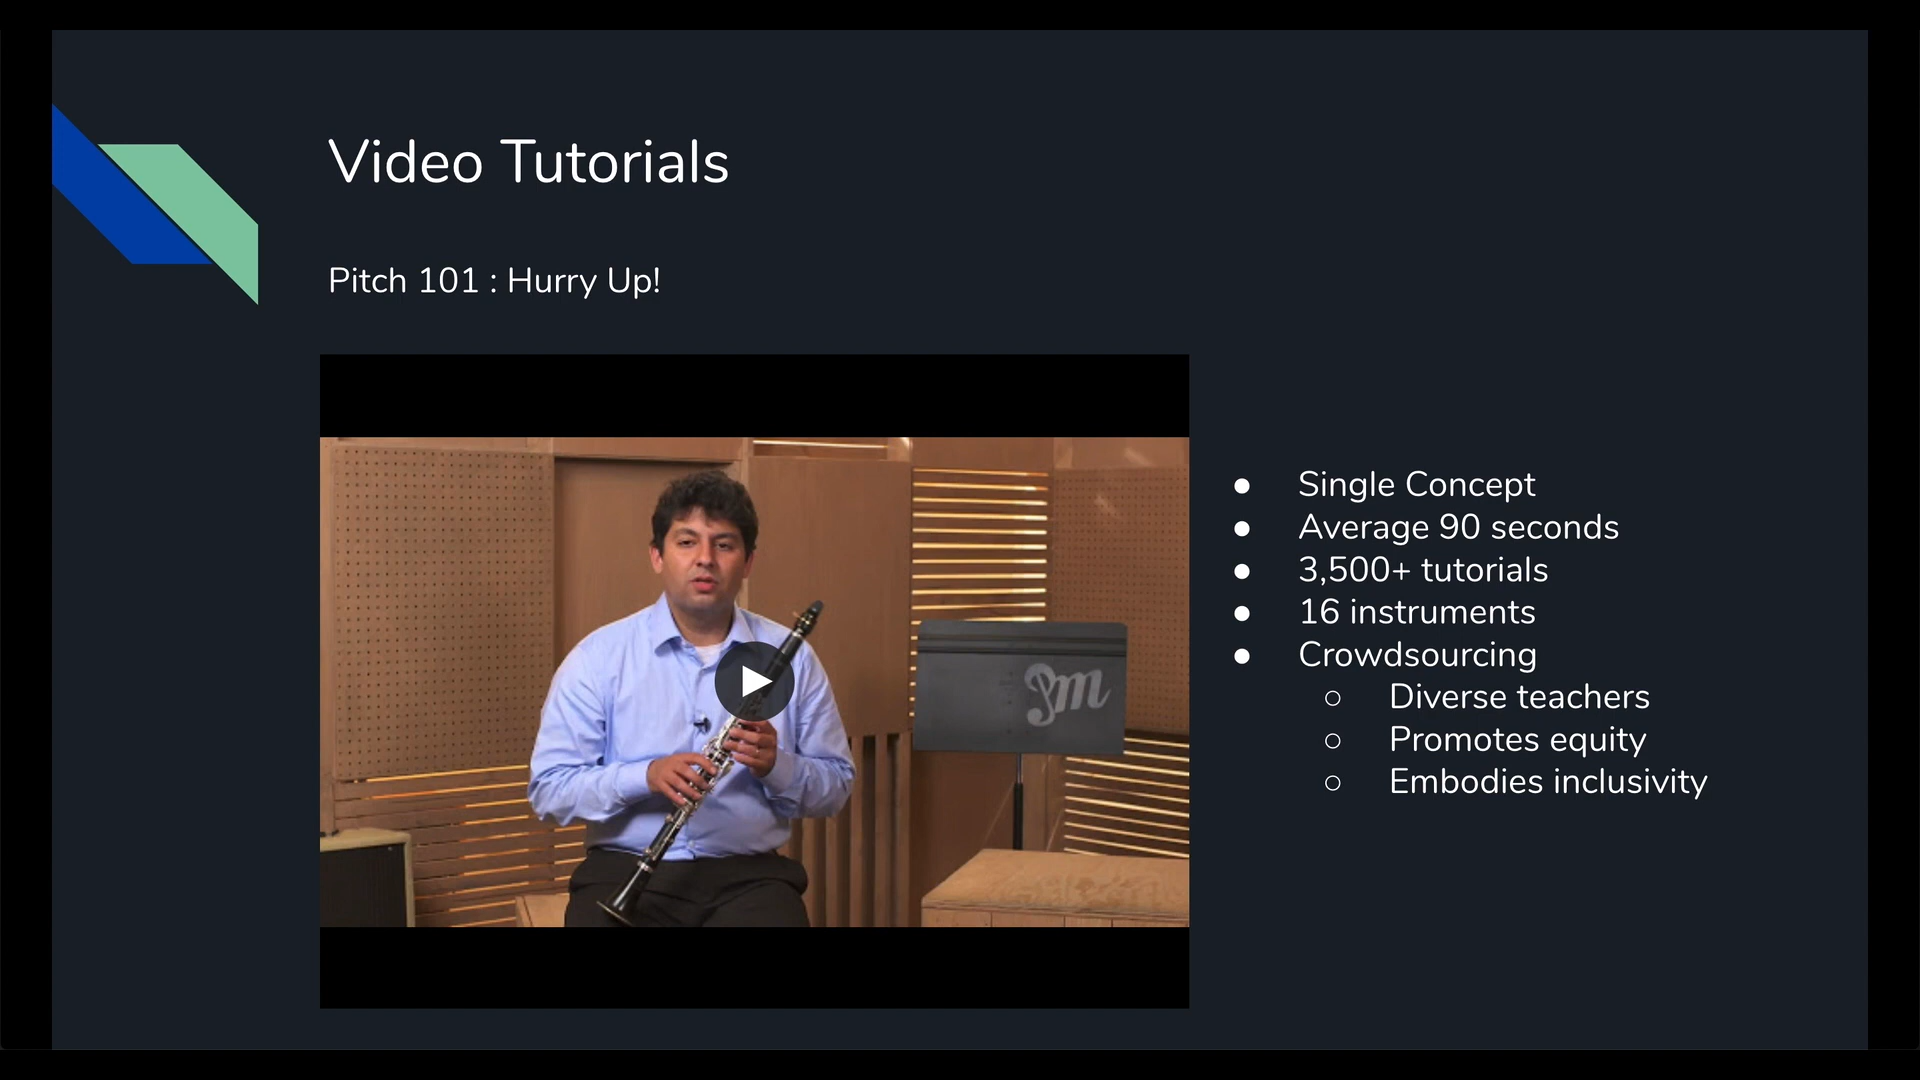 Video Tutorials
Pitch 101 : Hurry Up!
● Single Concept
● Average 90 seconds
● 3,500+ tutorials
● 16 instruments
● Crowdsourcing
○ Diverse teachers
○ Promotes equity
○ Embodies inclusivity